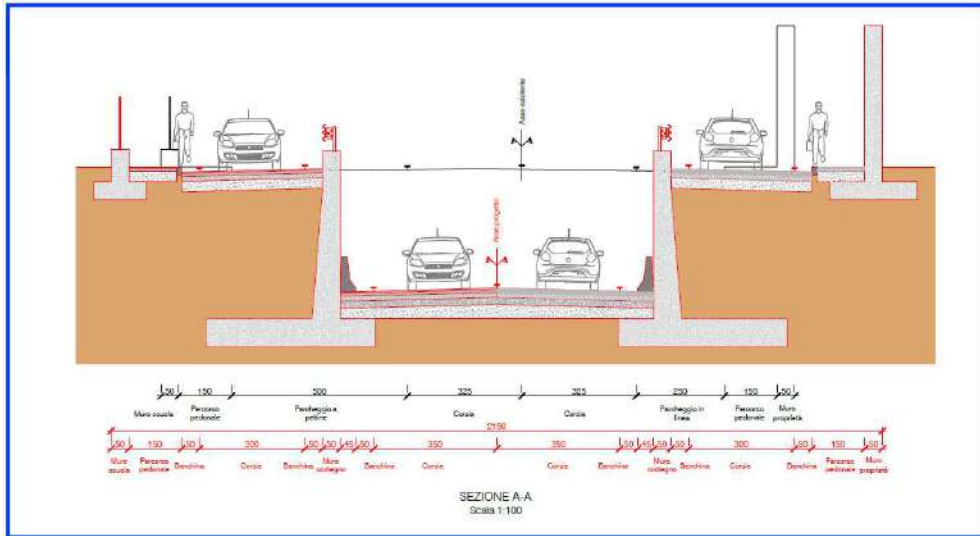 Asse esistente
Asse progetto
50 150 500 325 325 250 150 50
Muro scuola Percorso pedonale Parcheggio a pettine Corsia Corsia Parcheggio in linea Percorso pedonale Muro proprietà
2190
50 150 50 300 50 50 45 50 350 350 50 45 50 50 300 50 150 50
Muro scuola Percorso pedonale Banchina Corsia Banchina Muro sostegno Banchina Corsia Corsia Banchina Muro sostegno Banchina Corsia Banchina Percorso pedonale Muro proprietà
SEZIONE A-A
Scala 1:100